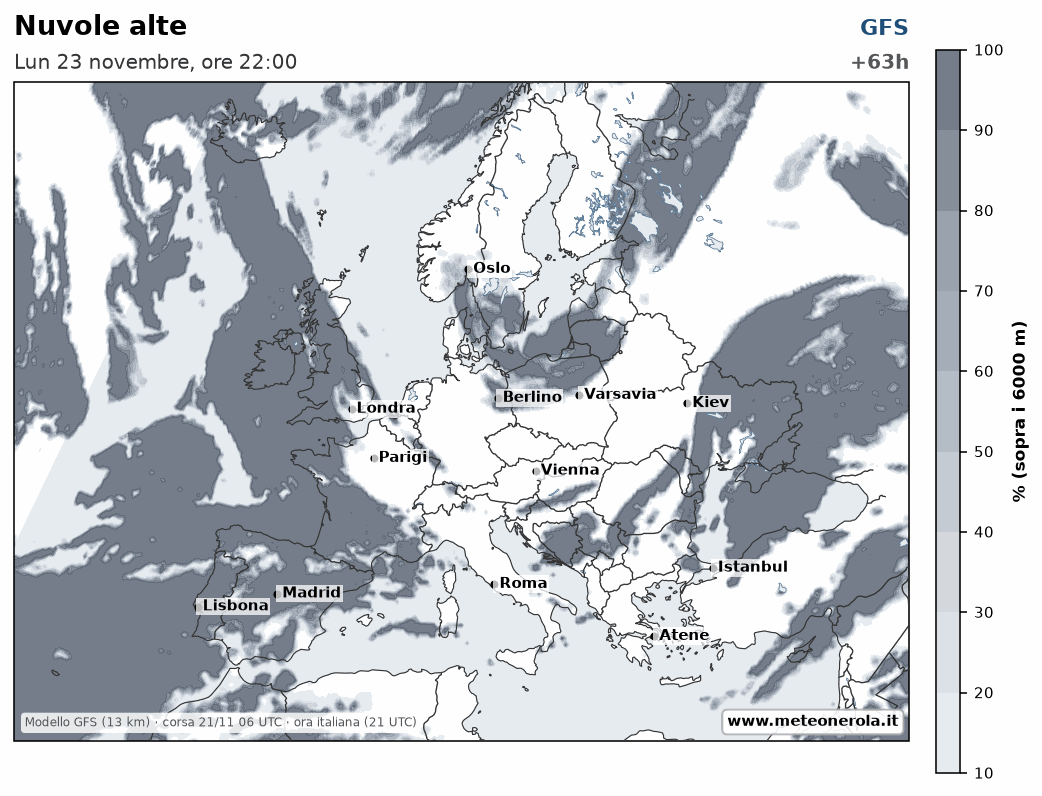 Nuvole alte
GFS
Lun 23 novembre, ore 22:00
+63h
100
90
80
70
60
50
40
30
20
10
% (sopra i 6000 m)
Oslo
Berlino
Varsavia
Kiev
Londra
Parigi
Vienna
Istanbul
Roma
Madrid
Lisbona
Atene
Modello GFS (13 km) · corsa 21/11 06 UTC · ora italiana (21 UTC)
www.meteonerola.it